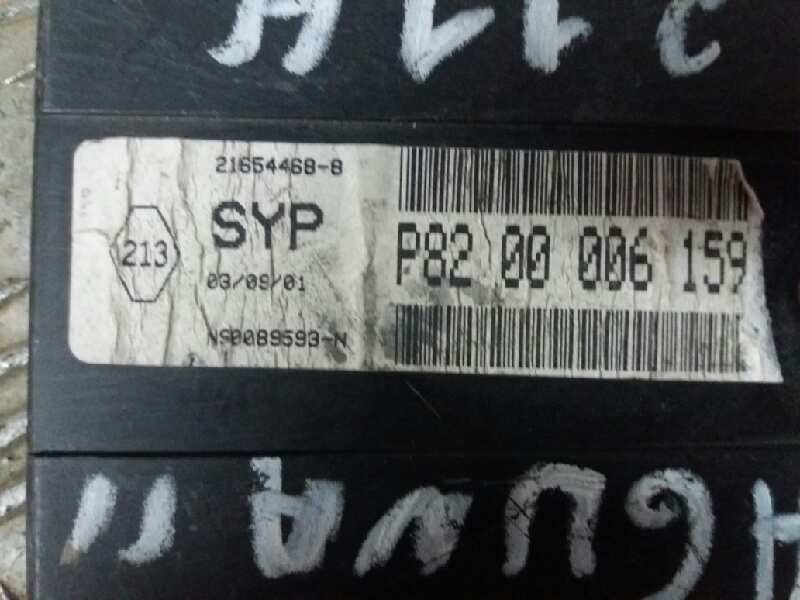 21654468-8
SYP
213
03/09/01
NS0089593-N
P82 00 006 159
LAGUNA II